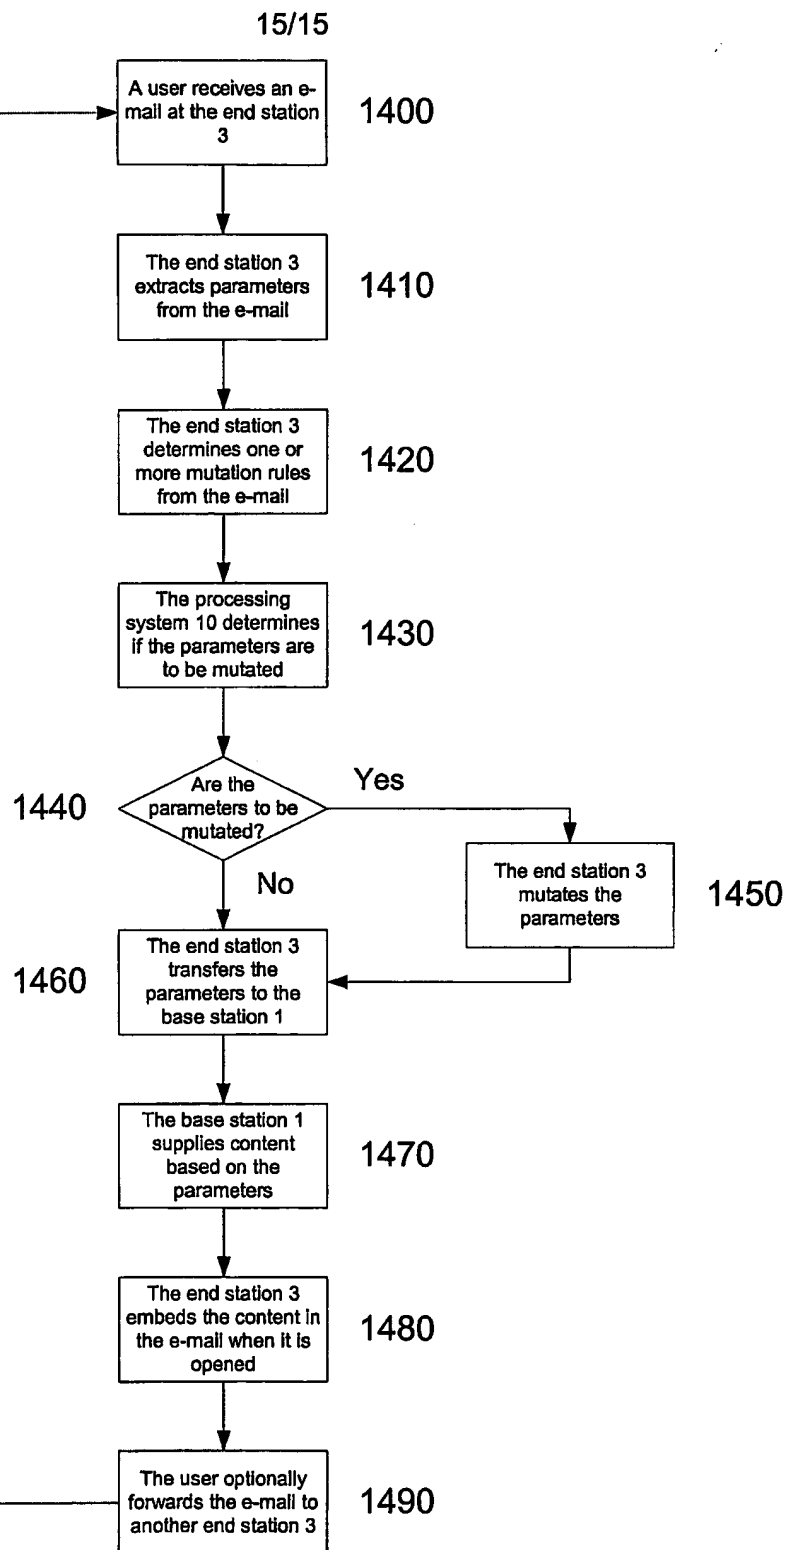 15/15
A user receives an e-
mail at the end station
3
1400
The end station 3
extracts parameters
from the e-mail
1410
The end station 3
determines one or
more mutation rules
from the e-mail
1420
The processing
system 10 determines
if the parameters are
to be mutated
1430
1440
Are the
parameters to be
mutated?
Yes
No
The end station 3
mutates the
parameters
1450
1460
The end station 3
transfers the
parameters to the
base station 1
The base station 1
supplies content
based on the
parameters
1470
The end station 3
embeds the content in
the e-mail when it is
opened
1480
The user optionally
forwards the e-mail to
another end station 3
1490